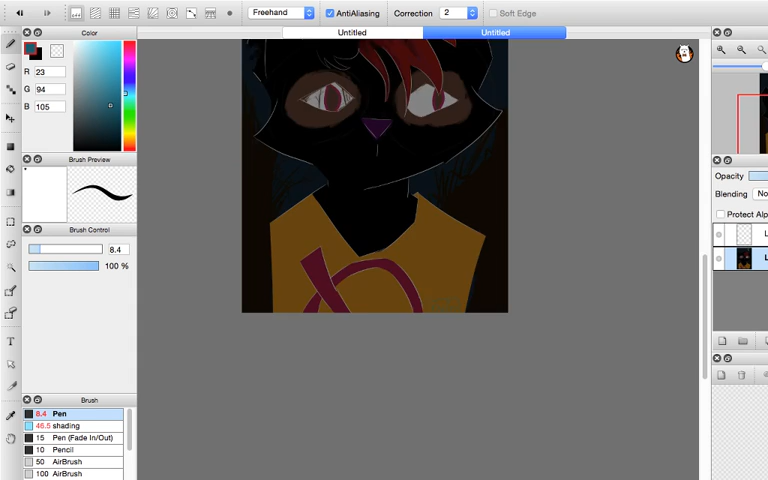 Freehand AntiAliasing Correction 2 Soft Edge
Untitled Untitled
Color
R 23
G 94
B 105
Brush Preview
Brush Control
8.4
100 %
Brush
8.4 Pen
46.5 shading
15 Pen (Fade In/Out)
10 Pencil
50 AirBrush
100 AirBrush
T
Opacity
Blending No
Protect Alp
L
L